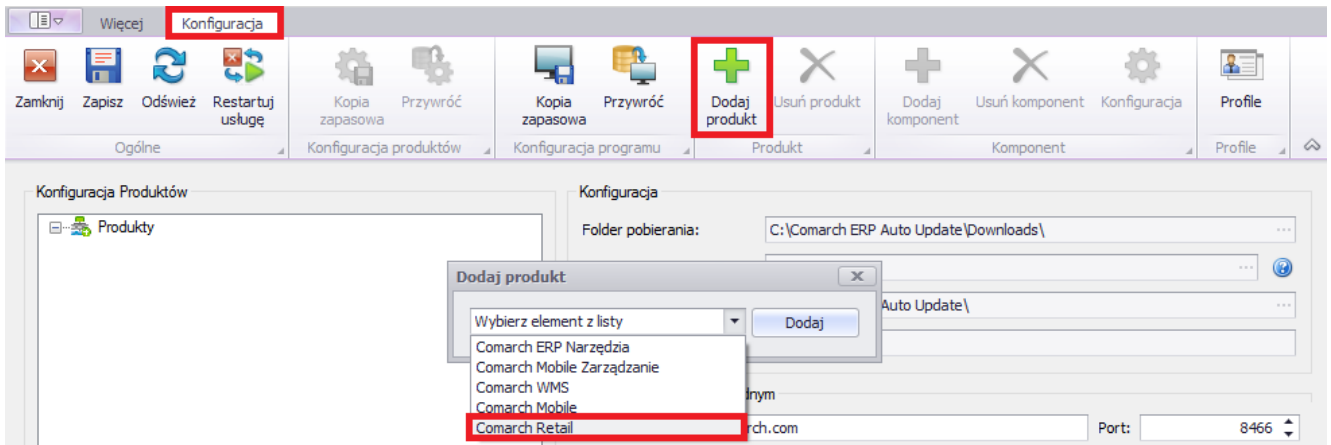 Więcej
Konfiguracja
Zamknij
Zapisz
Odśwież
Restartuj
usługę
Kopia
zapasowa
Przywróć
Kopia
zapasowa
Przywróć
Dodaj
produkt
Usuń produkt
Dodaj
komponent
Usuń komponent
Konfiguracja
Profile
Ogólne
Konfiguracja produktów
Konfiguracja programu
Produkt
Komponent
Profile
Konfiguracja Produktów
Produkty
Konfiguracja
Folder pobierania:
C:\Comarch ERP Auto Update\Downloads\
Auto Update\
Dodaj produkt
Wybierz element z listy
Dodaj
Comarch ERP Narzędzia
Comarch Mobile Zarządzanie
Comarch WMS
Comarch Mobile
Comarch Retail
Port:
8466